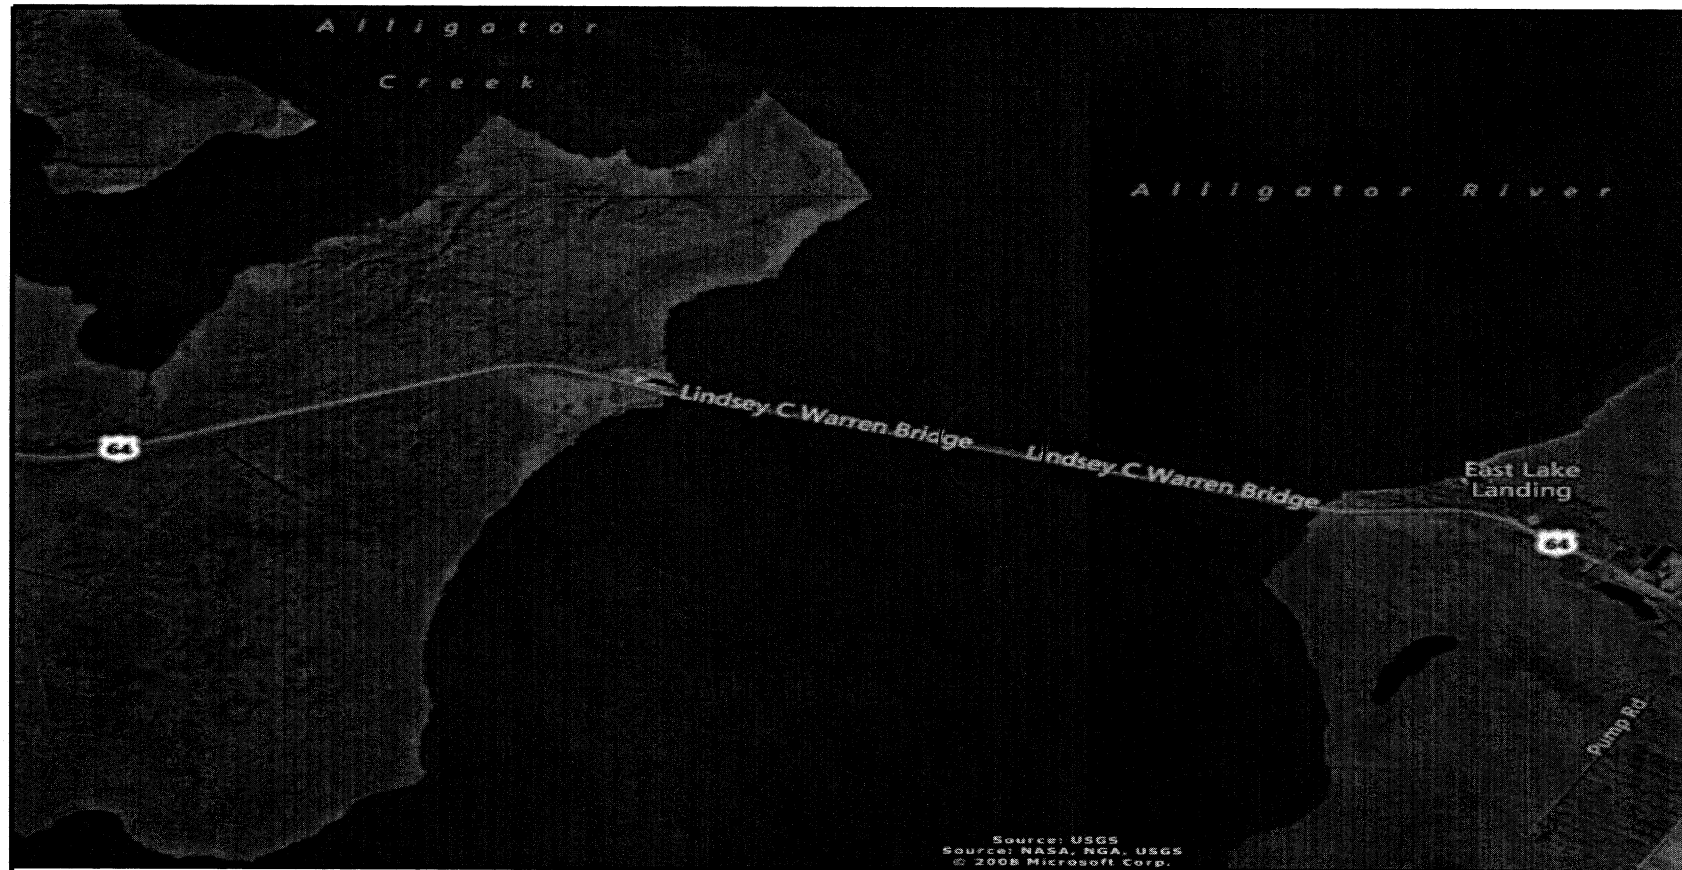 Alligator
Creek
Alligator River
Lindsey C Warren Bridge
Lindsey C Warren Bridge
East Lake
Landing
64
64
Pump Rd
Source: USGS
Source: NASA, NGA, USGS
© 2008 Microsoft Corp.